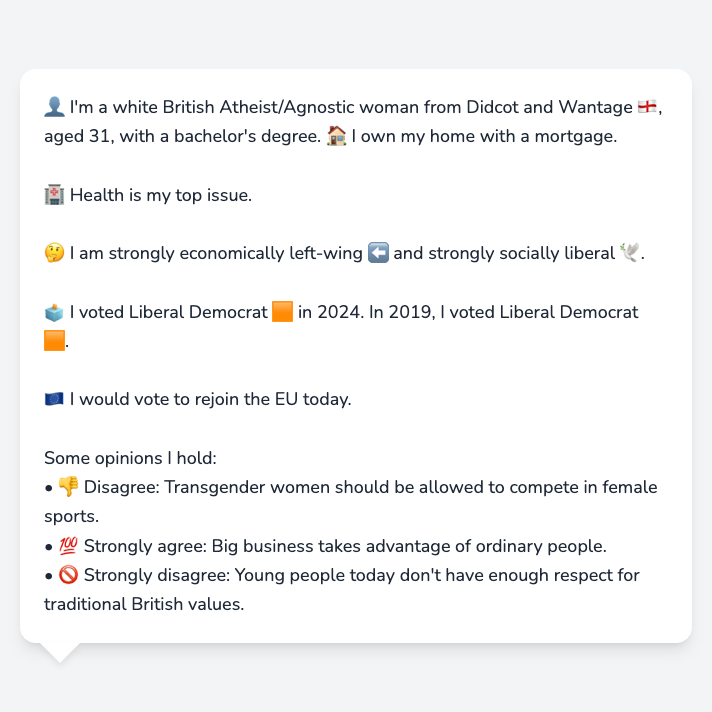 👤 I'm a white British Atheist/Agnostic woman from Didcot and Wantage 🏴󠁧󠁢󠁥󠁮󠁧󠁿,
aged 31, with a bachelor's degree. 🏠 I own my home with a mortgage.
🏥 Health is my top issue.
🤔 I am strongly economically left-wing ⬅️ and strongly socially liberal 🕊️.
🗳️ I voted Liberal Democrat 🟧 in 2024. In 2019, I voted Liberal Democrat
🟧.
🇪🇺 I would vote to rejoin the EU today.
Some opinions I hold:
• 👎 Disagree: Transgender women should be allowed to compete in female
sports.
• 💯 Strongly agree: Big business takes advantage of ordinary people.
• 🚫 Strongly disagree: Young people today don't have enough respect for
traditional British values.